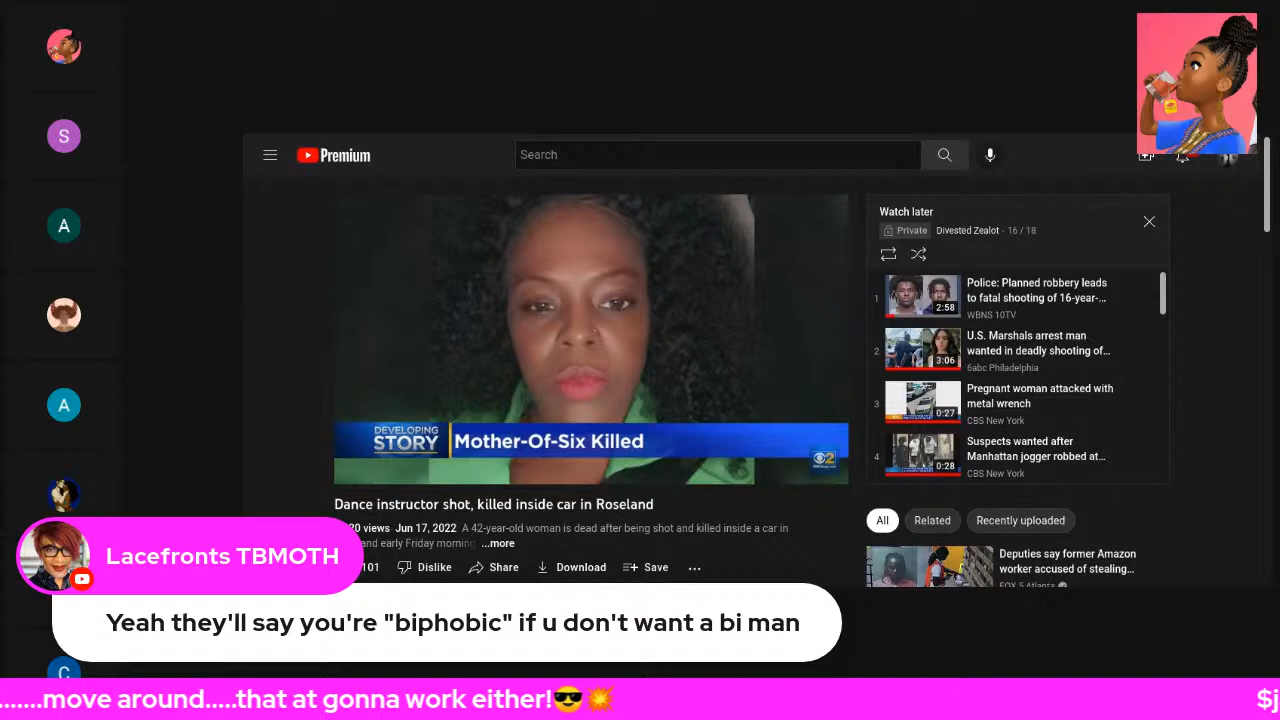 S
A
A
C
Premium
Search
DEVELOPING
STORY
Mother-Of-Six Killed
2
Dance instructor shot, killed inside car in Roseland
20 views Jun 17, 2022 A 42-year-old woman is dead after being shot and killed inside a car in
and early Friday morning ...more
101 Dislike Share Download Save ...
Watch later
Private Divested Zealot - 16 / 18
1
2:58
Police: Planned robbery leads
to fatal shooting of 16-year-...
WBNS 10TV
2
3:06
U.S. Marshals arrest man
wanted in deadly shooting of...
6abc Philadelphia
3
0:27
Pregnant woman attacked with
metal wrench
CBS New York
4
0:28
Suspects wanted after
Manhattan jogger robbed at...
CBS New York
All Related Recently uploaded
Deputies say former Amazon
worker accused of stealing...
FOX 5 Atlanta
Lacefronts TBMOTH
Yeah they'll say you're "biphobic" if u don't want a bi man
.......move around.....that at gonna work either!😎💥 $j